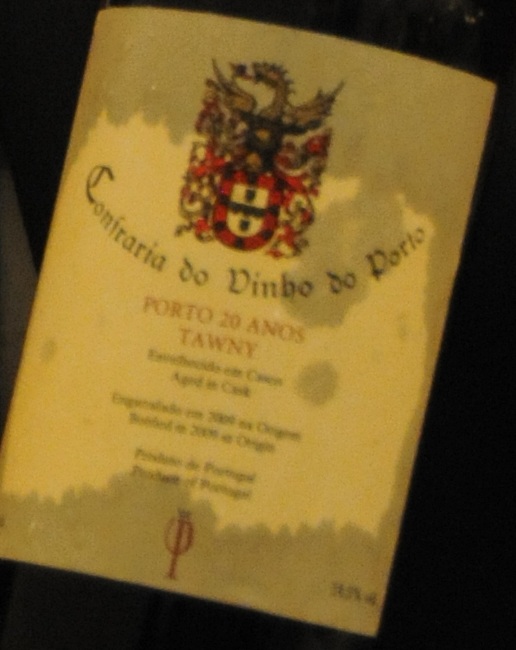 Confraria do Vinho do Porto
PORTO 20 ANOS
TAWNY
Envelhecido em Casco
Aged in Cask
Engarrafado em 2009 na Origem
Bottled in 2009 at Origin
Produto de Portugal
Product of Portugal